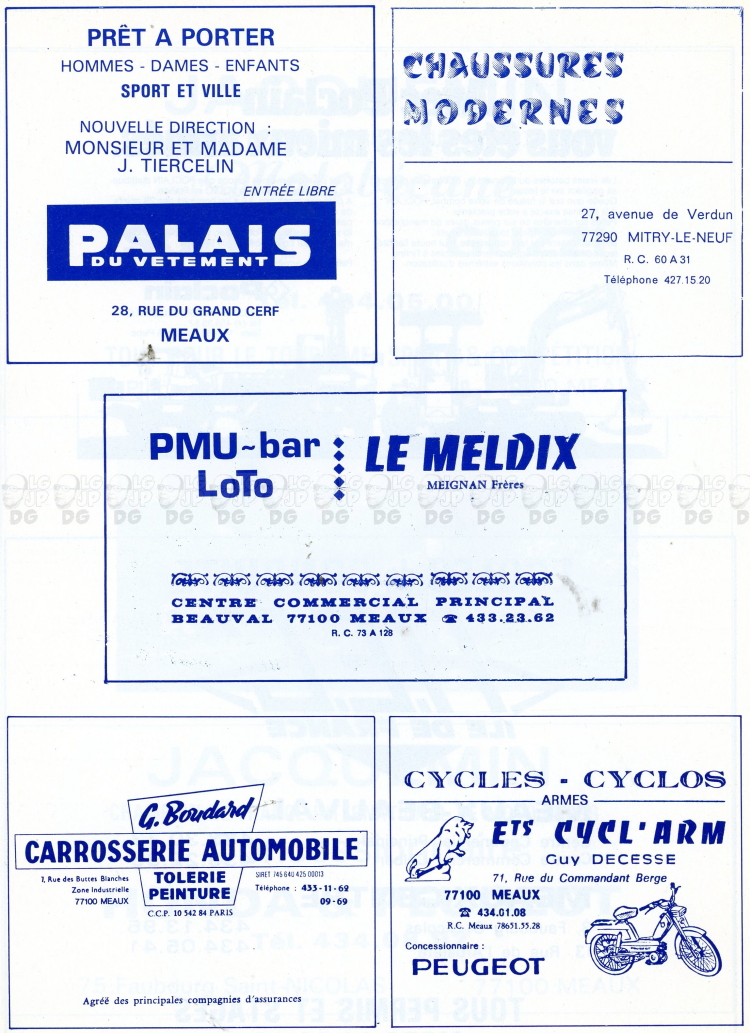 PRÊT A PORTER
HOMMES - DAMES - ENFANTS
SPORT ET VILLE
NOUVELLE DIRECTION :
MONSIEUR ET MADAME
J. TIERCELIN
ENTRÉE LIBRE
PALAIS
DU VETEMENT
28, RUE DU GRAND CERF
MEAUX
CHAUSSURES
MODERNES
27, avenue de Verdun
77290 MITRY-LE-NEUF
R. C. 60 A 31
Téléphone 427.15.20
PMU~bar
LoTo
LE MELDIX
MEIGNAN Frères
CENTRE COMMERCIAL PRINCIPAL
BEAUVAL 77100 MEAUX ☎ 433.23.62
R. C. 73 A 128
G. Boudard
CARROSSERIE AUTOMOBILE
7, Rue des Buttes Blanches
Zone Industrielle
77100 MEAUX
TOLERIE
PEINTURE
C.C.P. 10 542 84 PARIS
SIRET 745 640 425 00013
Téléphone : 433-11-62
09-69
Agréé des principales compagnies d'assurances
CYCLES - CYCLOS
ARMES
ETS CYCL'ARM
Guy DECESSE
71, Rue du Commandant Berge
77100 MEAUX
☎ 434.01.08
R.C. Meaux 78651.55.28
Concessionnaire :
PEUGEOT